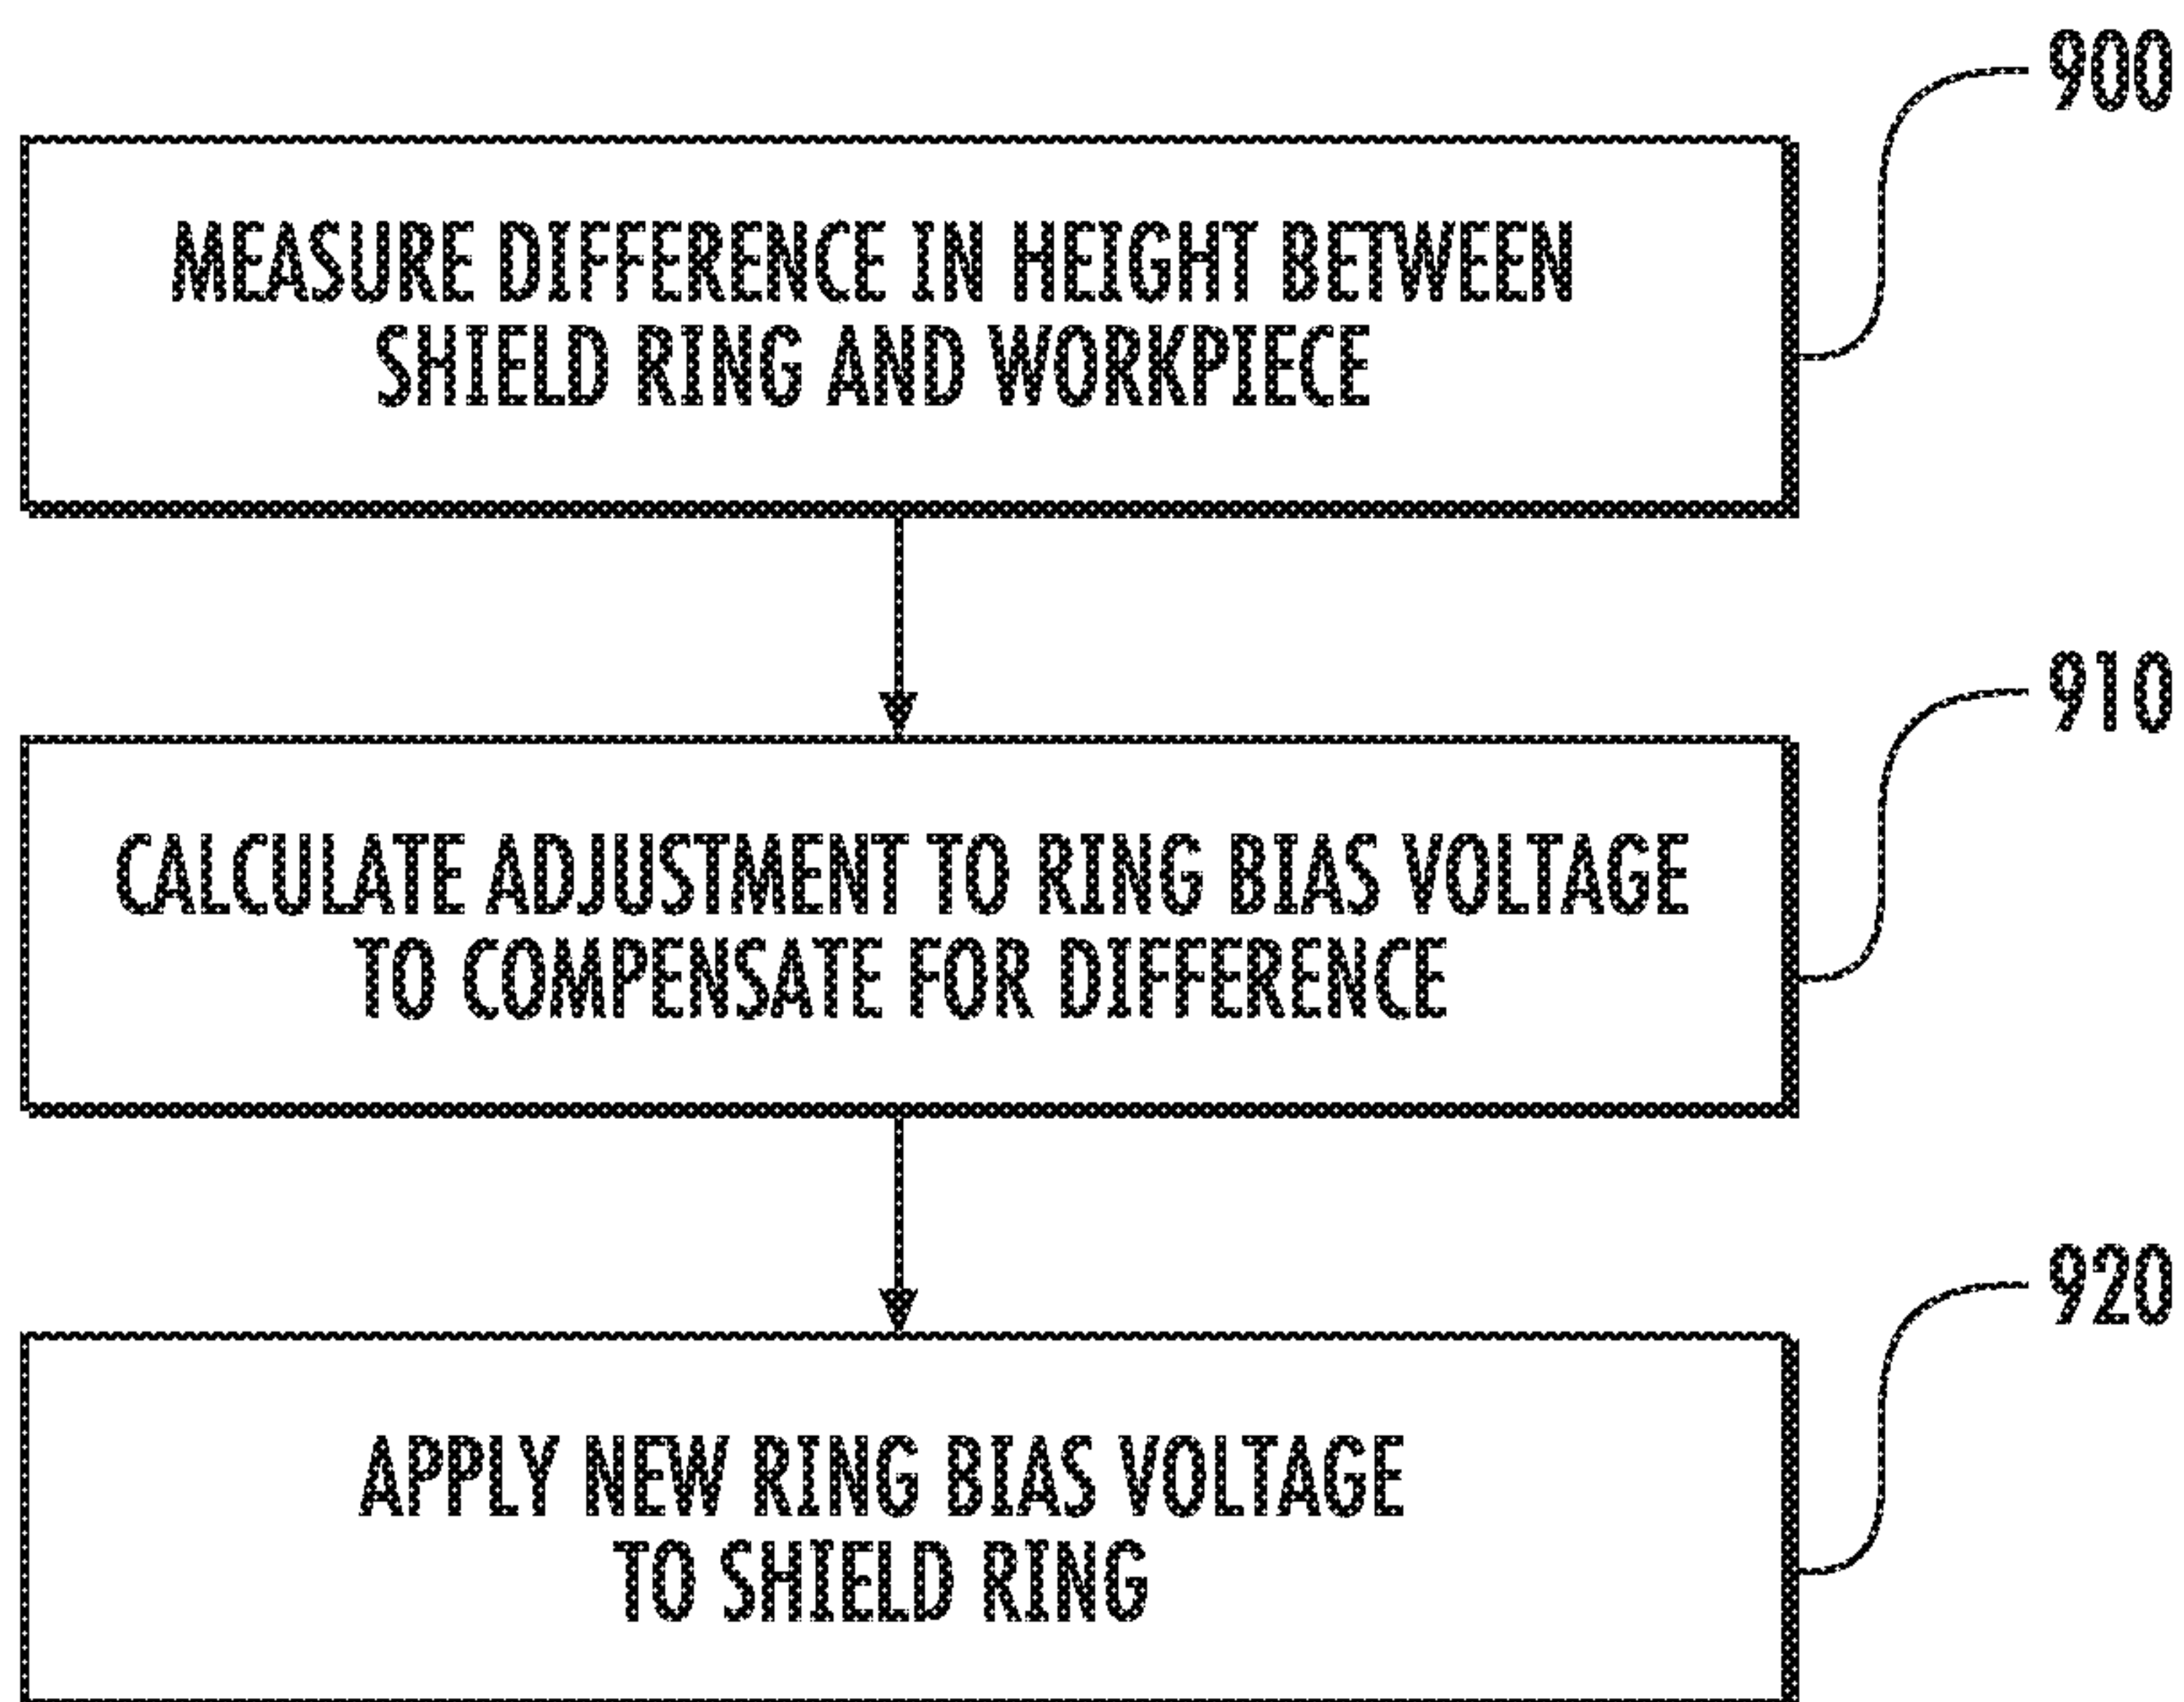 900
MEASURE DIFFERENCE IN HEIGHT BETWEEN
SHIELD RING AND WORKPIECE
910
CALCULATE ADJUSTMENT TO RING BIAS VOLTAGE
TO COMPENSATE FOR DIFFERENCE
920
APPLY NEW RING BIAS VOLTAGE
TO SHIELD RING